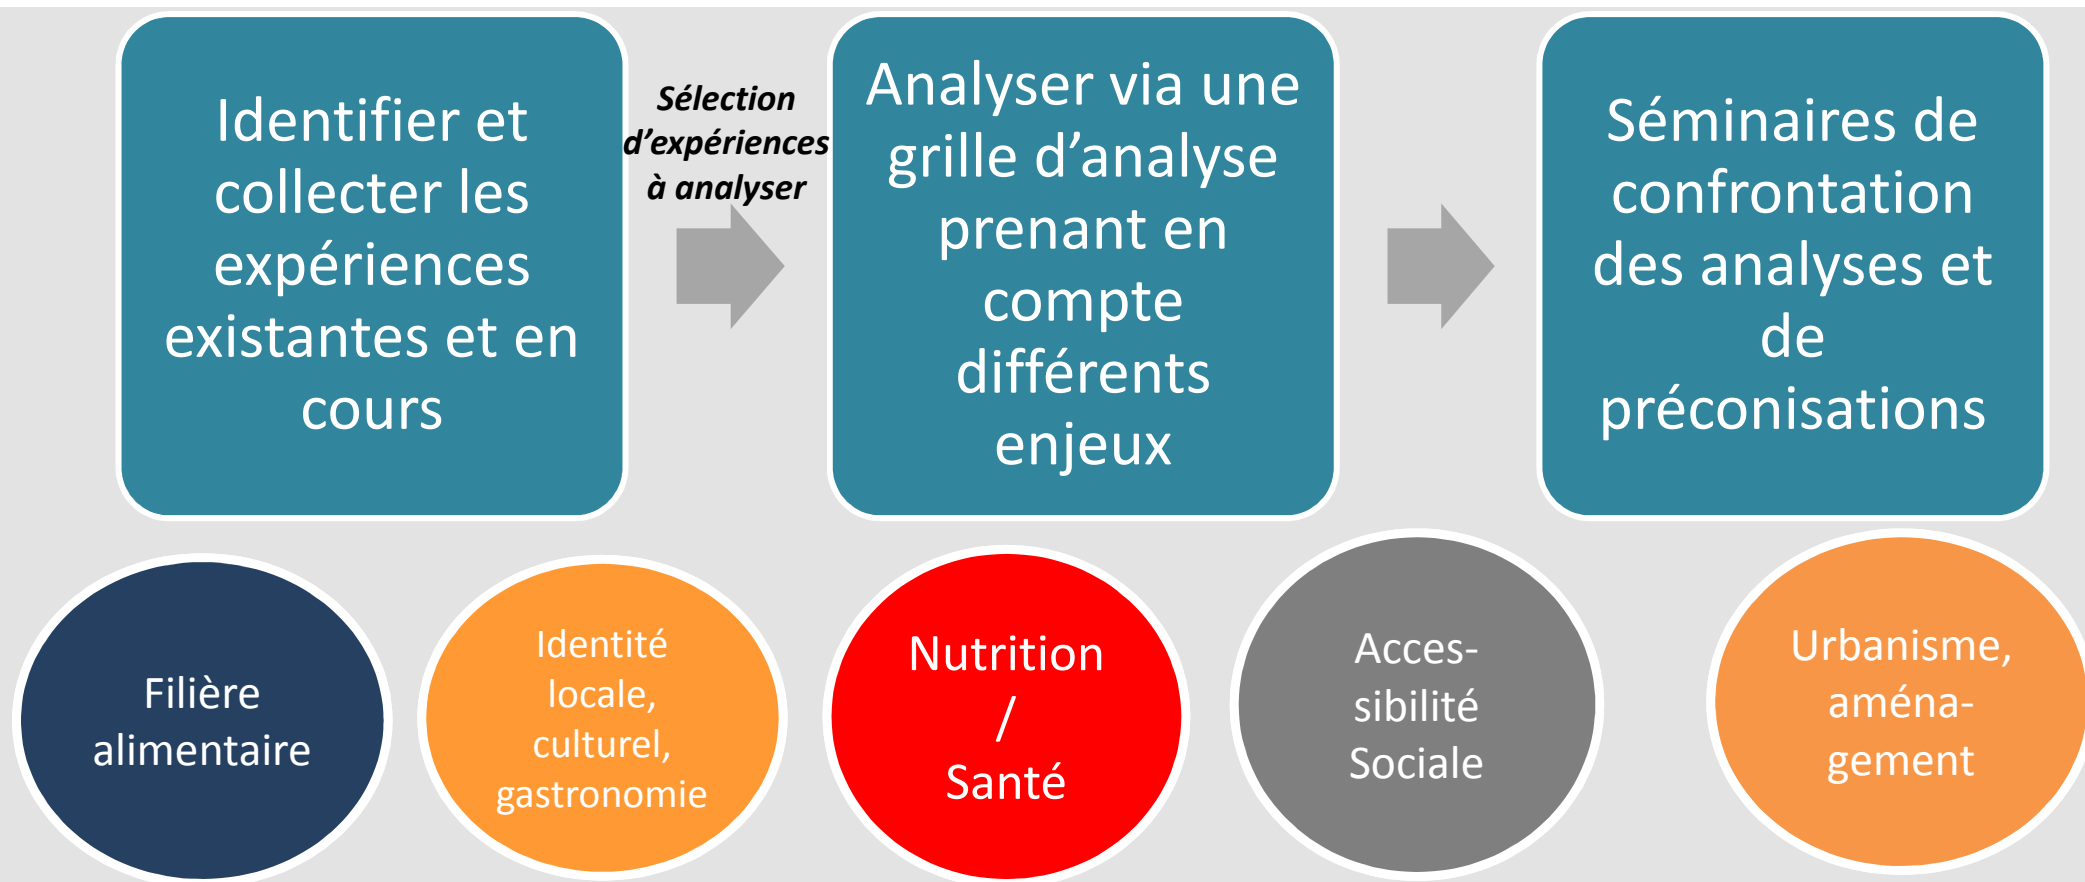 Identifier et
collecter les
expériences
existantes et en
cours
Sélection
d’expériences
à analyser
Analyser via une
grille d’analyse
prenant en
compte
différents
enjeux
Séminaires de
confrontation
des analyses et
de
préconisations
Filière
alimentaire
Identité
locale,
culturel,
gastronomie
Nutrition
/
Santé
Acces-
sibilité
Sociale
Urbanisme,
aména-
gement